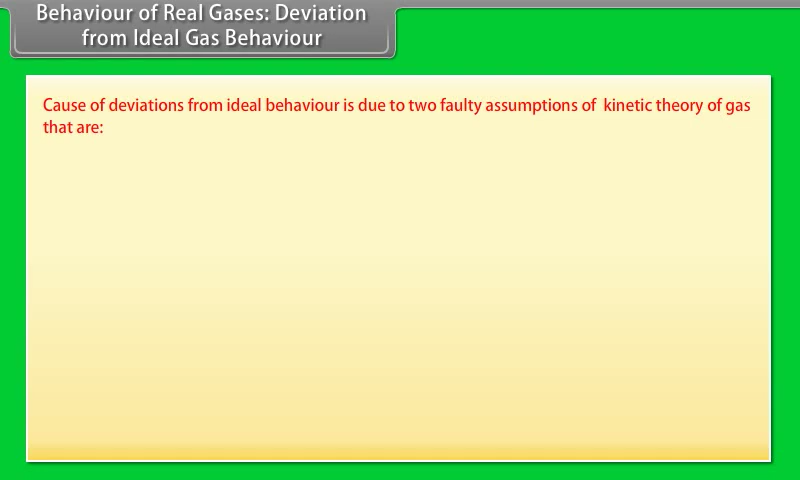 Behaviour of Real Gases: Deviation
from Ideal Gas Behaviour
Cause of deviations from ideal behaviour is due to two faulty assumptions of kinetic theory of gas
that are: